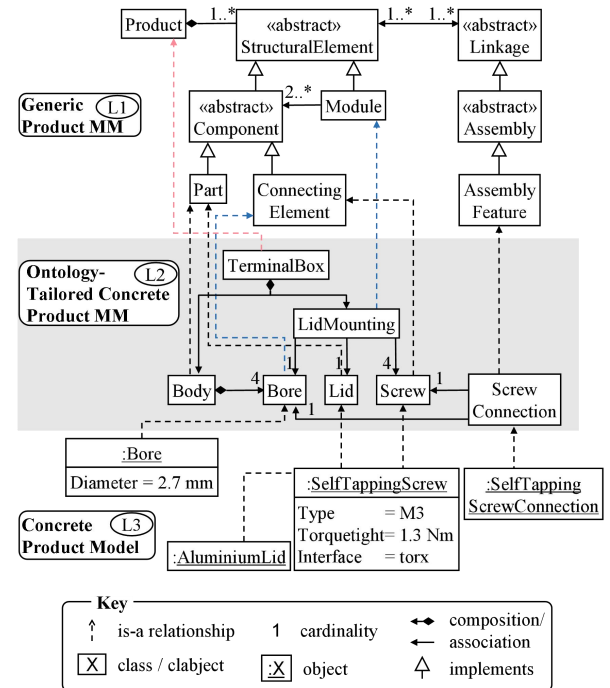 Product
1..*
«abstract»
StructuralElement
1..*
1..*
«abstract»
Linkage
Generic L1
Product MM
«abstract»
Component
2..*
Module
«abstract»
Assembly
Part
Connecting
Element
Assembly
Feature
Ontology- L2
Tailored Concrete
Product MM
TerminalBox
LidMounting
1
1
4
Body
4
Bore
Lid
Screw
1
Screw
Connection
1
:Bore
Diameter = 2.7 mm
:SelfTappingScrew
Type = M3
Torquetight= 1.3 Nm
Interface = torx
:SelfTapping
ScrewConnection
Concrete L3
Product Model
:AluminiumLid
Key
is-a relationship
1 cardinality
composition/
association
X class / clabject
:X object
implements